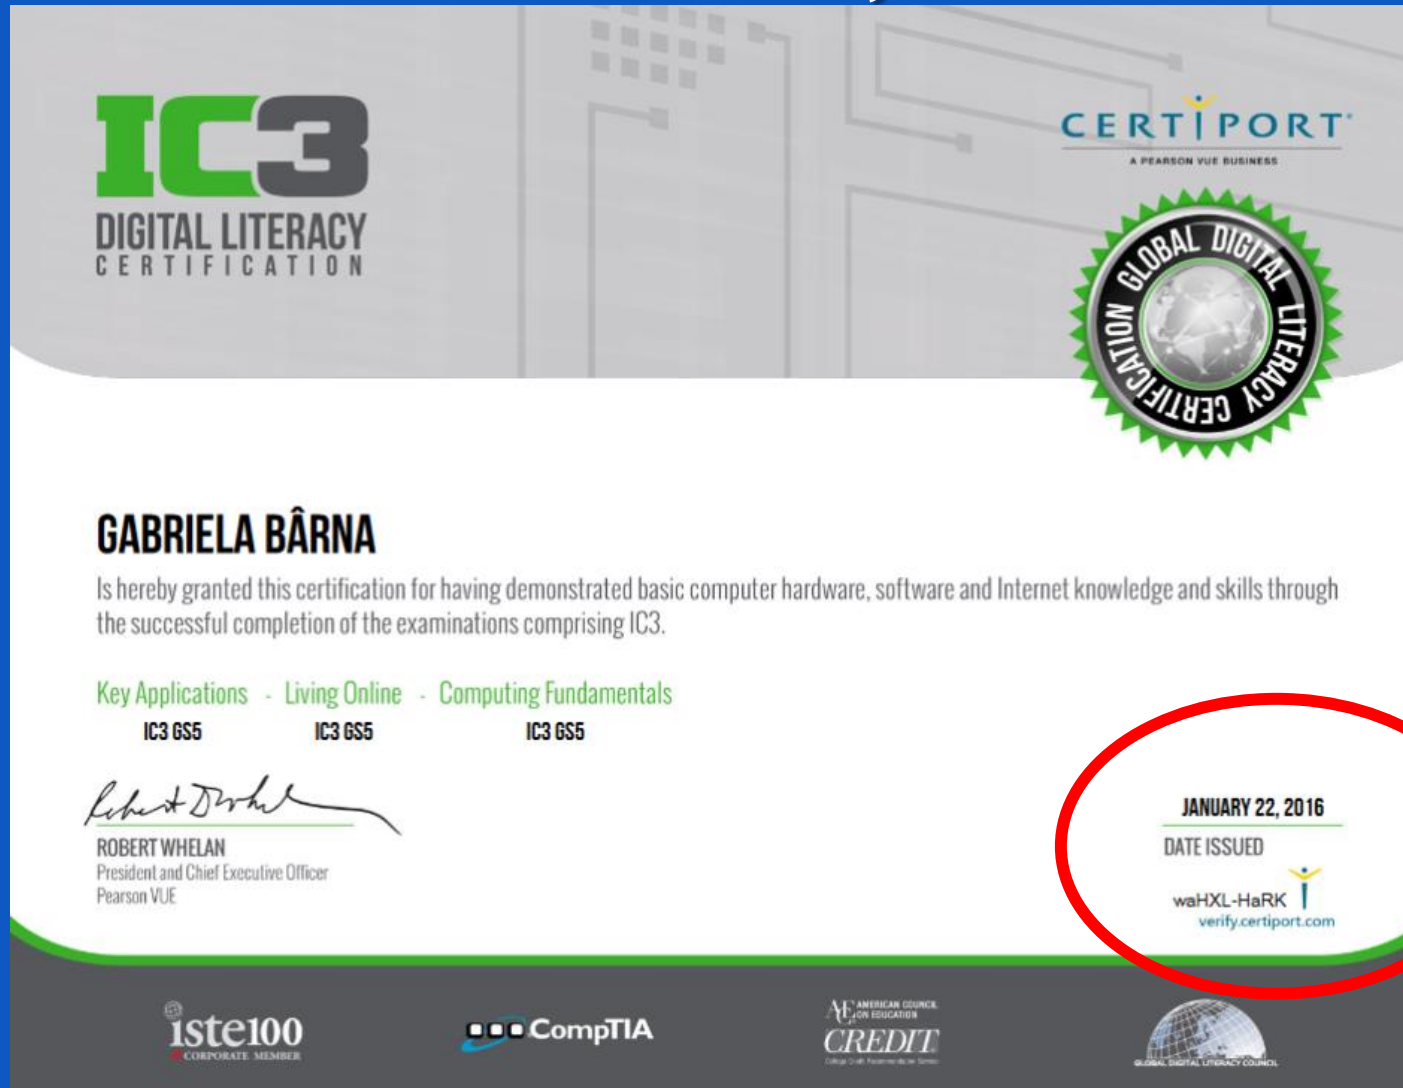 IC3
DIGITAL LITERACY
CERTIFICATION
CERTIPORT
A PEARSON VUE BUSINESS
GLOBAL DIGITAL LITERACY CERTIFICATION
GABRIELA BÂRNA
Is hereby granted this certification for having demonstrated basic computer hardware, software and Internet knowledge and skills through
the successful completion of the examinations comprising IC3.
Key Applications - Living Online - Computing Fundamentals
IC3 GS5 IC3 GS5 IC3 GS5
ROBERT WHELAN
President and Chief Executive Officer
Pearson VUE
JANUARY 22, 2016
DATE ISSUED
waHXL-HaRK
verify.certiport.com
iste100
CORPORATE MEMBER
CompTIA
AMERICAN COUNCIL
ON EDUCATION
CREDIT
GLOBAL DIGITAL LITERACY COUNCIL